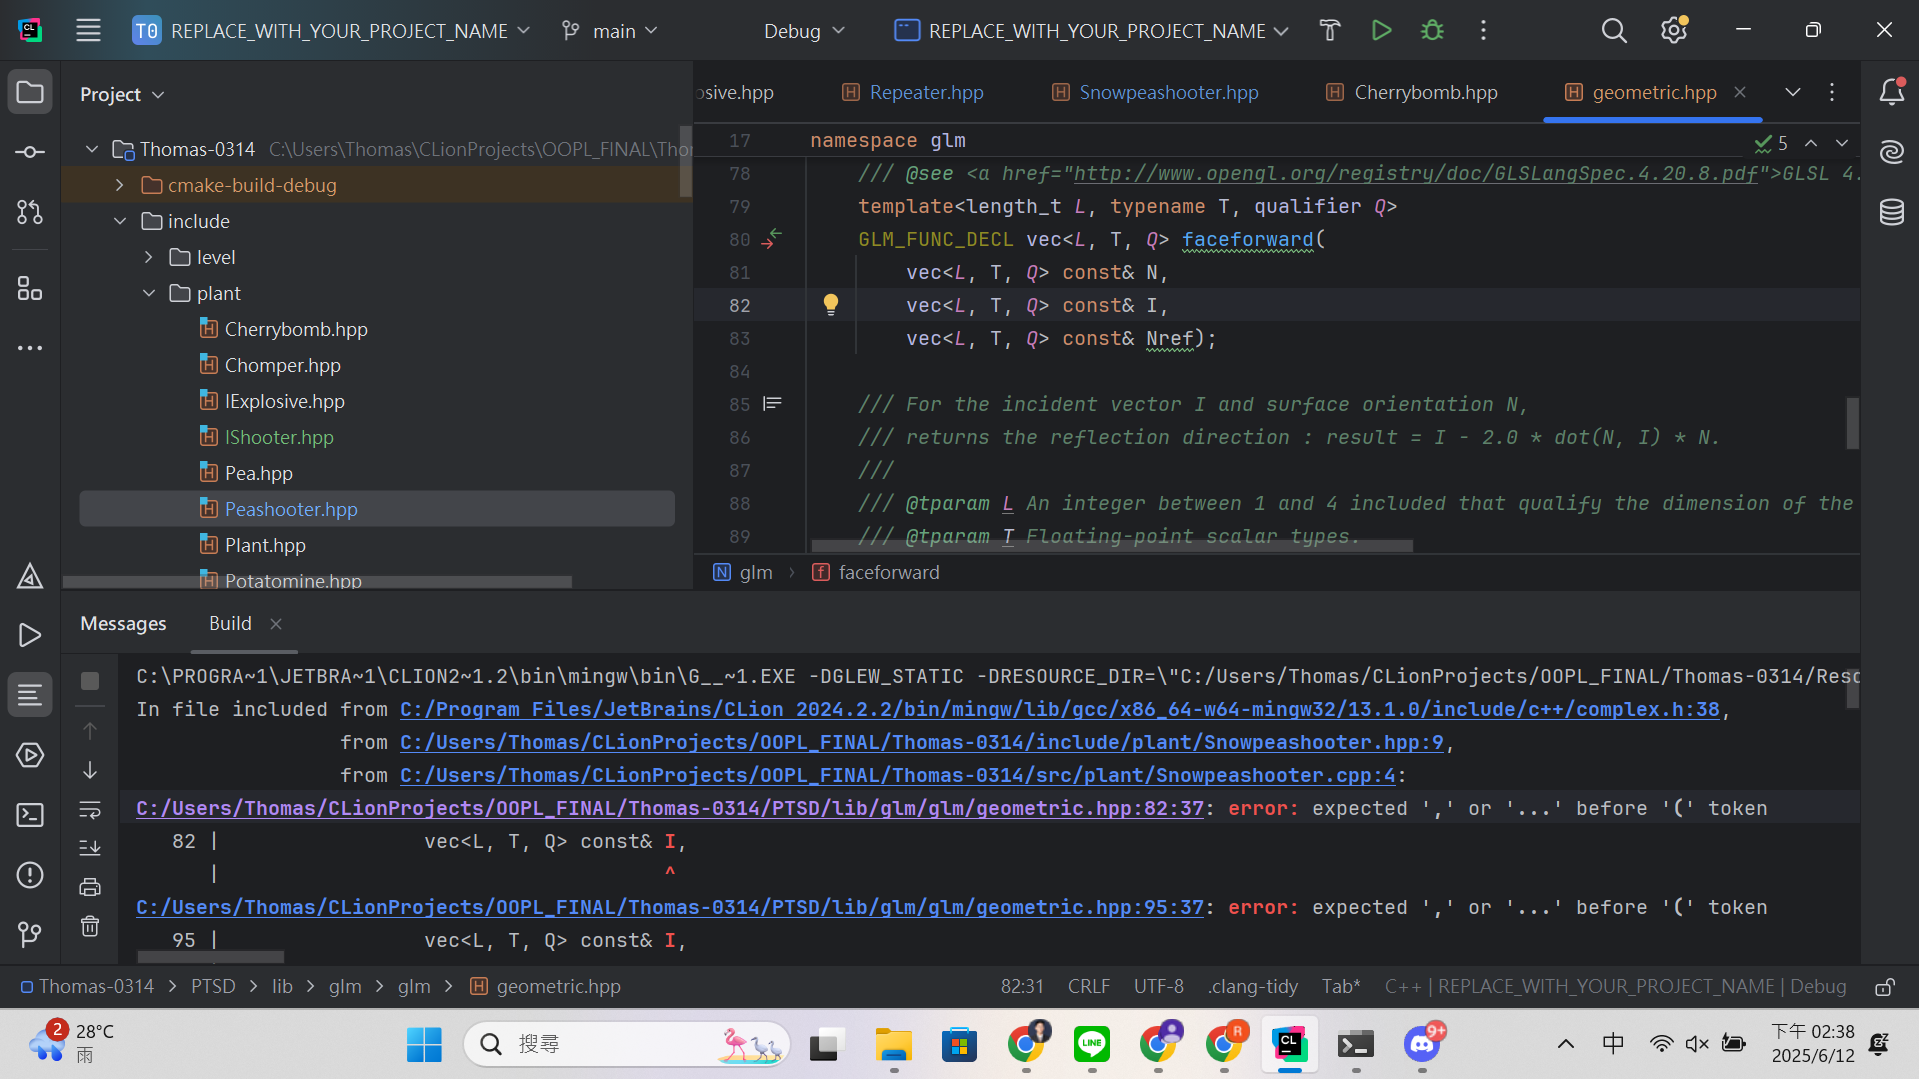 CL
T0 REPLACE_WITH_YOUR_PROJECT_NAME main Debug REPLACE_WITH_YOUR_PROJECT_NAME
Project
Thomas-0314 C:\Users\Thomas\CLionProjects\OOPL_FINAL\Tho
cmake-build-debug
include
level
plant
Cherrybomb.hpp
Chomper.hpp
IExplosive.hpp
IShooter.hpp
Pea.hpp
Peashooter.hpp
Plant.hpp
Potatomine.hpp
osive.hpp Repeater.hpp Snowpeashooter.hpp Cherrybomb.hpp geometric.hpp
17 namespace glm
5
78 /// @see <a href="http://www.opengl.org/registry/doc/GLSLangSpec.4.20.8.pdf">GLSL 4.
79 template<length_t L, typename T, qualifier Q>
80 GLM_FUNC_DECL vec<L, T, Q> faceforward(
81 vec<L, T, Q> const& N,
82 vec<L, T, Q> const& I,
83 vec<L, T, Q> const& Nref);
84
85 /// For the incident vector I and surface orientation N,
86 /// returns the reflection direction : result = I - 2.0 * dot(N, I) * N.
87 ///
88 /// @tparam L An integer between 1 and 4 included that qualify the dimension of the
89 /// @tparam T Floating-point scalar types.
N glm > f faceforward
Messages Build
C:\PROGRA~1\JETBRA~1\CLION2~1.2\bin\mingw\bin\G__~1.EXE -DGLEW_STATIC -DRESOURCE_DIR=\"C:/Users/Thomas/CLionProjects/OOPL_FINAL/Thomas-0314/Reso
In file included from C:/Program Files/JetBrains/CLion 2024.2.2/bin/mingw/lib/gcc/x86_64-w64-mingw32/13.1.0/include/c++/complex.h:38,
from C:/Users/Thomas/CLionProjects/OOPL_FINAL/Thomas-0314/include/plant/Snowpeashooter.hpp:9,
from C:/Users/Thomas/CLionProjects/OOPL_FINAL/Thomas-0314/src/plant/Snowpeashooter.cpp:4:
C:/Users/Thomas/CLionProjects/OOPL_FINAL/Thomas-0314/PTSD/lib/glm/glm/geometric.hpp:82:37: error: expected ',' or '...' before '(' token
82 | vec<L, T, Q> const& I,
| ^
C:/Users/Thomas/CLionProjects/OOPL_FINAL/Thomas-0314/PTSD/lib/glm/glm/geometric.hpp:95:37: error: expected ',' or '...' before '(' token
95 | vec<L, T, Q> const& I,
Thomas-0314 > PTSD > lib > glm > glm > geometric.hpp 82:31 CRLF UTF-8 .clang-tidy Tab* C++ | REPLACE_WITH_YOUR_PROJECT_NAME | Debug
2 28°C
雨
搜尋
LINE
R
CL
9+
中
下午 02:38
2025/6/12